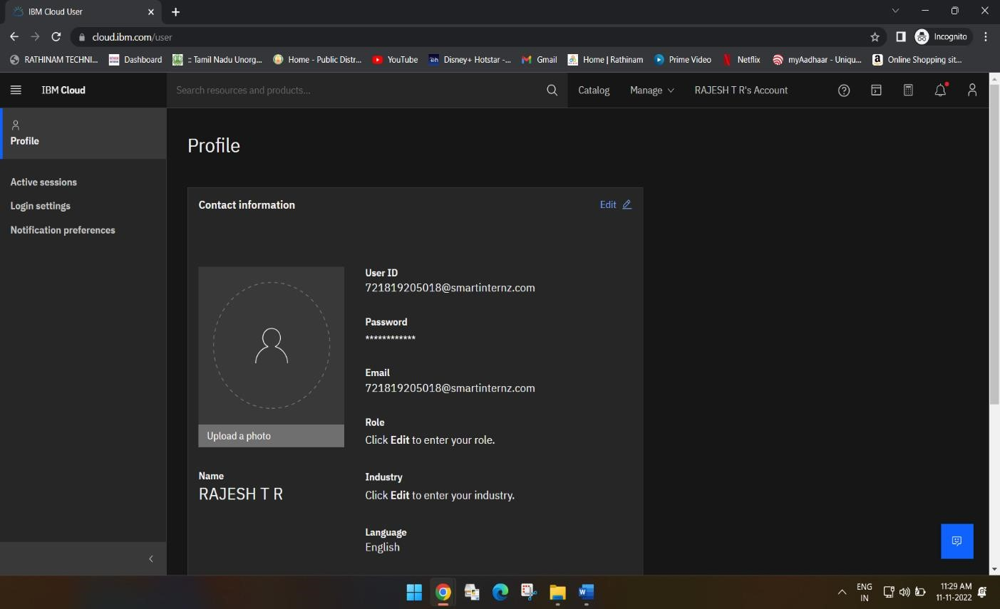 IBM Cloud User
cloud.ibm.com/user
Incognito
RATHINAM TECHNI...
Dashboard
:: Tamil Nadu Unorg...
Home - Public Distr...
YouTube
Disney+ Hotstar -...
Gmail
Home | Rathinam
Prime Video
Netflix
myAadhaar - Uniqu...
Online Shopping sit...
IBM Cloud
Search resources and products...
Catalog
Manage
RAJESH T R's Account
Profile
Active sessions
Login settings
Notification preferences
Profile
Contact information
Edit
Upload a photo
Name
RAJESH T R
User ID
721819205018@smartinternz.com
Password
************
Email
721819205018@smartinternz.com
Role
Click Edit to enter your role.
Industry
Click Edit to enter your industry.
Language
English
ENG
IN
11:29 AM
11-11-2022